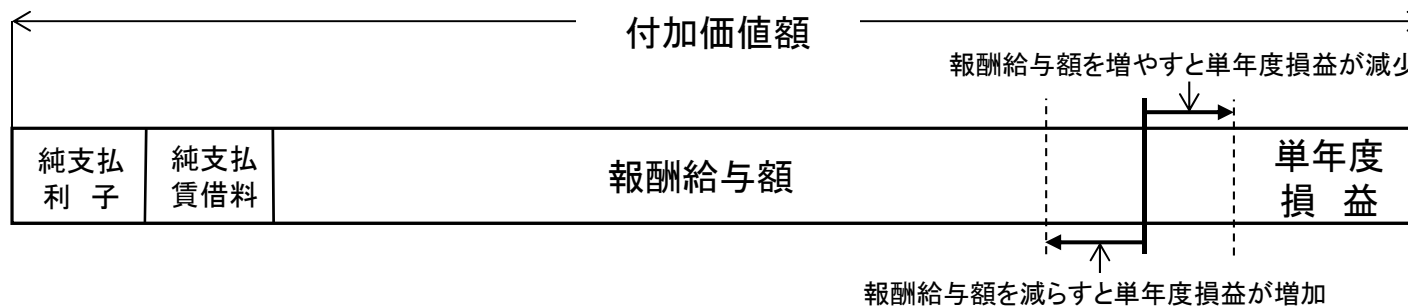 付加価値額
報酬給与額を増やすと単年度損益が減少
純支払
利 子
純支払
賃借料
報酬給与額
単年度
損 益
報酬給与額を減らすと単年度損益が増加